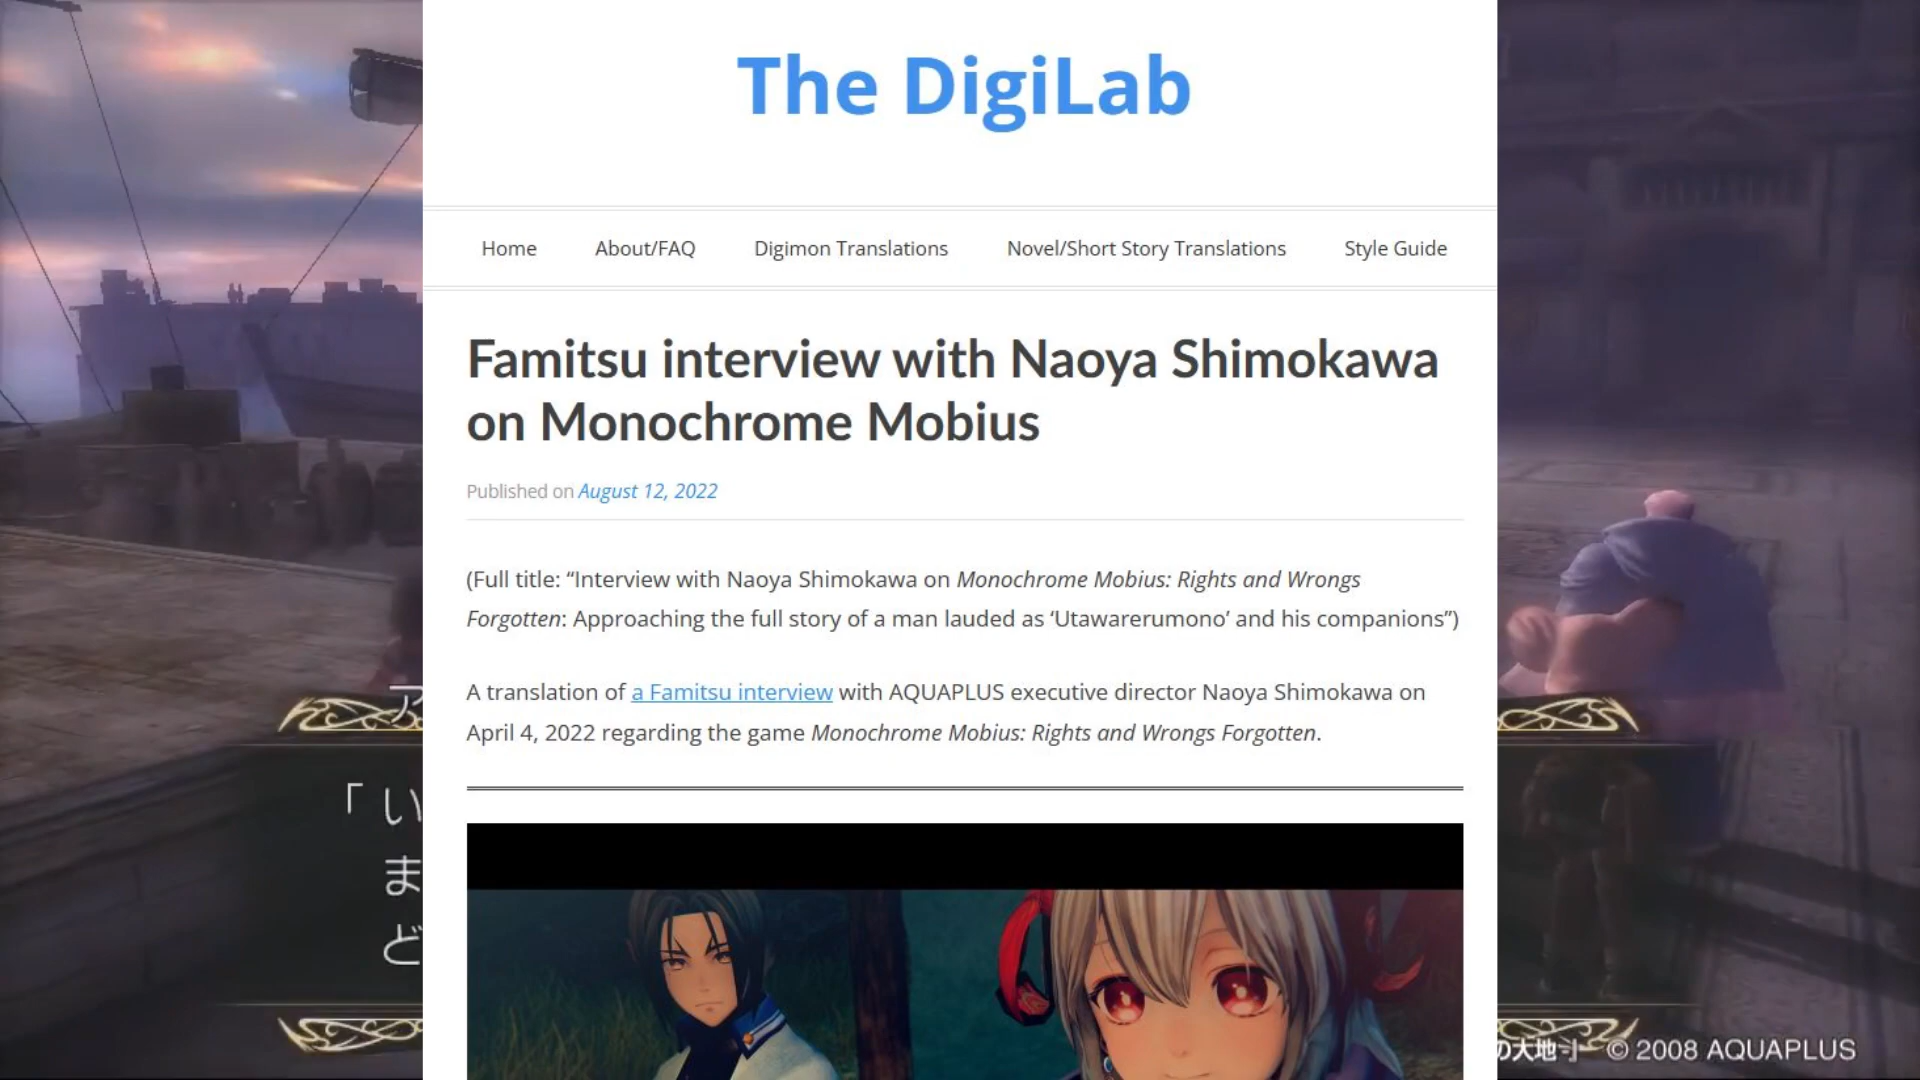 The DigiLab
Home About/FAQ Digimon Translations Novel/Short Story Translations Style Guide
Famitsu interview with Naoya Shimokawa
on Monochrome Mobius
Published on August 12, 2022
(Full title: “Interview with Naoya Shimokawa on Monochrome Mobius: Rights and Wrongs
Forgotten: Approaching the full story of a man lauded as ‘Utawarerumono’ and his companions”)
A translation of a Famitsu interview with AQUAPLUS executive director Naoya Shimokawa on
April 4, 2022 regarding the game Monochrome Mobius: Rights and Wrongs Forgotten.
ア
「い
ま
ど
の大地-」 © 2008 AQUAPLUS